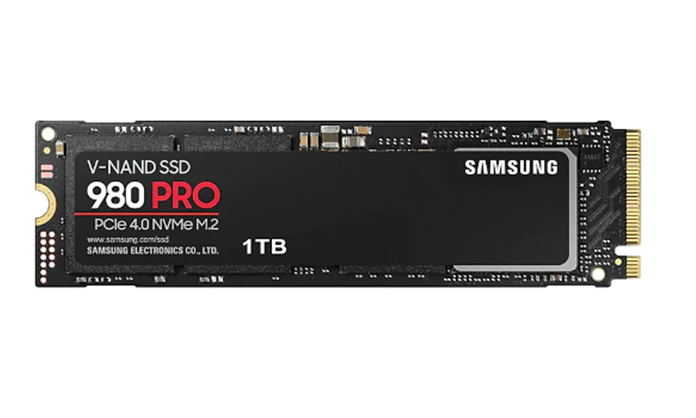 V-NAND SSD
980 PRO
PCIe 4.0 NVMe M.2
www.samsung.com/ssd
SAMSUNG ELECTRONICS CO., LTD.
1TB
SAMSUNG